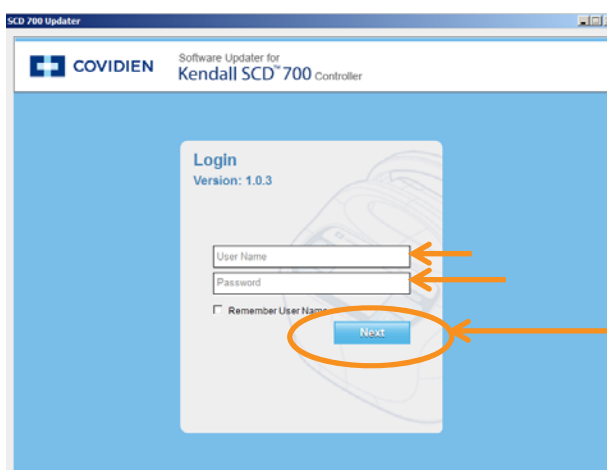 SCD 700 Updater
COVIDIEN
Software Updater for
Kendall SCD™ 700 Controller
Login
Version: 1.0.3
User Name
Password
Remember User Name
Next